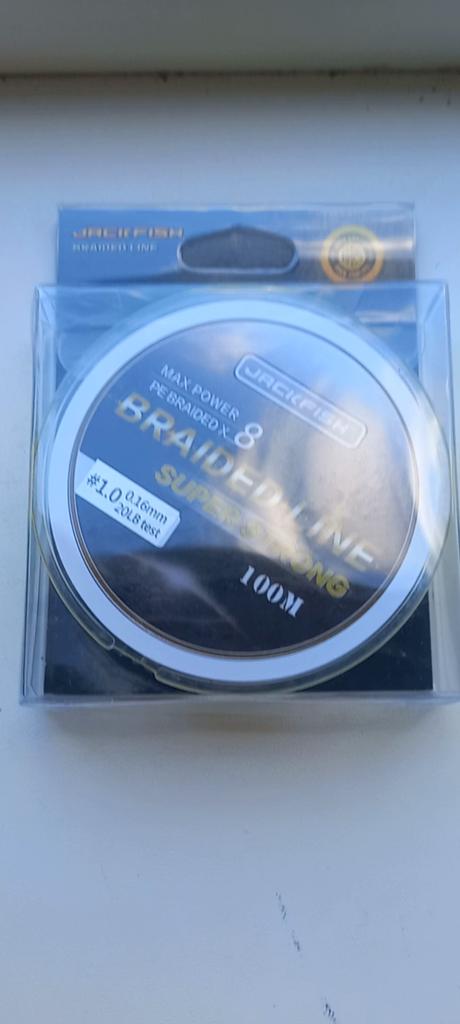 JACKFISH
BRAIDED LINE
JACKFISH
MAX POWER
PE BRAIDED X 8
BRAIDED LINE
SUPER STRONG
100M
#1.0 0.16mm
20LB test